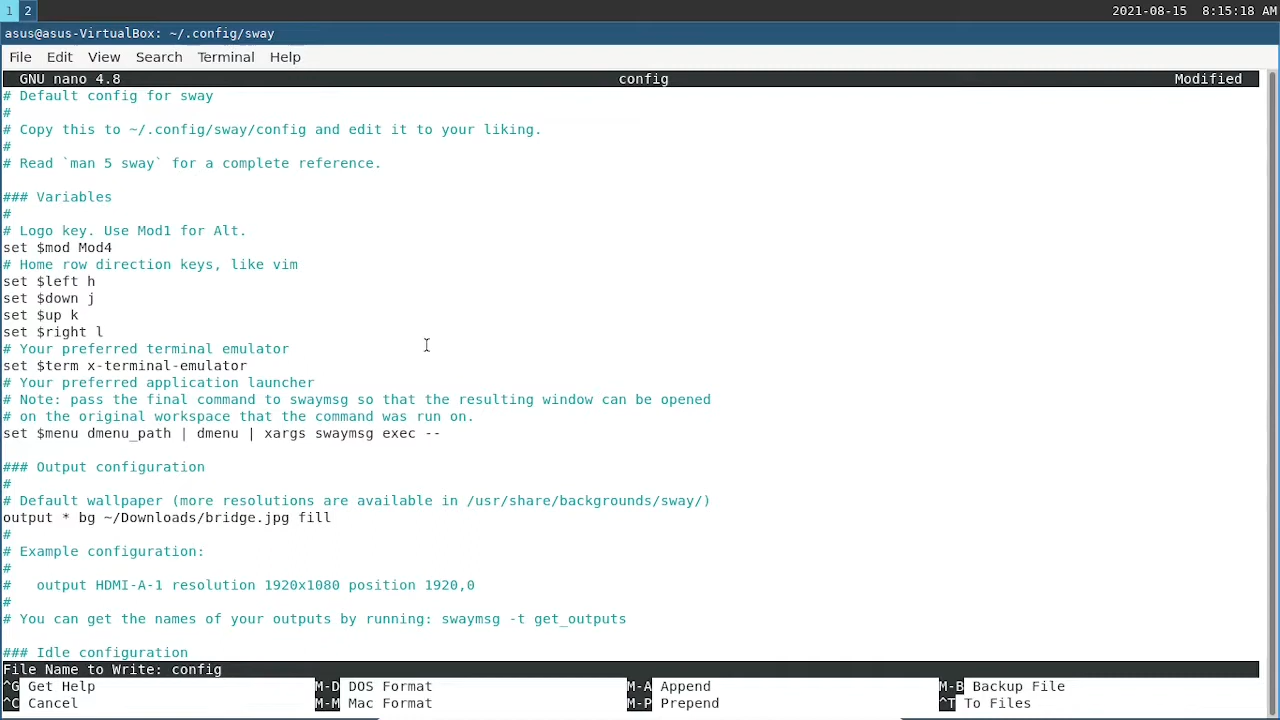 1 2 2021-08-15 8:15:18 AM
asus@asus-VirtualBox: ~/.config/sway
File Edit View Search Terminal Help
GNU nano 4.8 config Modified
# Default config for sway
#
# Copy this to ~/.config/sway/config and edit it to your liking.
#
# Read `man 5 sway` for a complete reference.
### Variables
#
# Logo key. Use Mod1 for Alt.
set $mod Mod4
# Home row direction keys, like vim
set $left h
set $down j
set $up k
set $right l
# Your preferred terminal emulator
set $term x-terminal-emulator
# Your preferred application launcher
# Note: pass the final command to swaymsg so that the resulting window can be opened
# on the original workspace that the command was run on.
set $menu dmenu_path | dmenu | xargs swaymsg exec --
### Output configuration
#
# Default wallpaper (more resolutions are available in /usr/share/backgrounds/sway/)
output * bg ~/Downloads/bridge.jpg fill
#
# Example configuration:
#
#   output HDMI-A-1 resolution 1920x1080 position 1920,0
#
# You can get the names of your outputs by running: swaymsg -t get_outputs
### Idle configuration
File Name to Write: config
^G Get Help M-D DOS Format M-A Append M-B Backup File
^C Cancel M-M Mac Format M-P Prepend ^T To Files